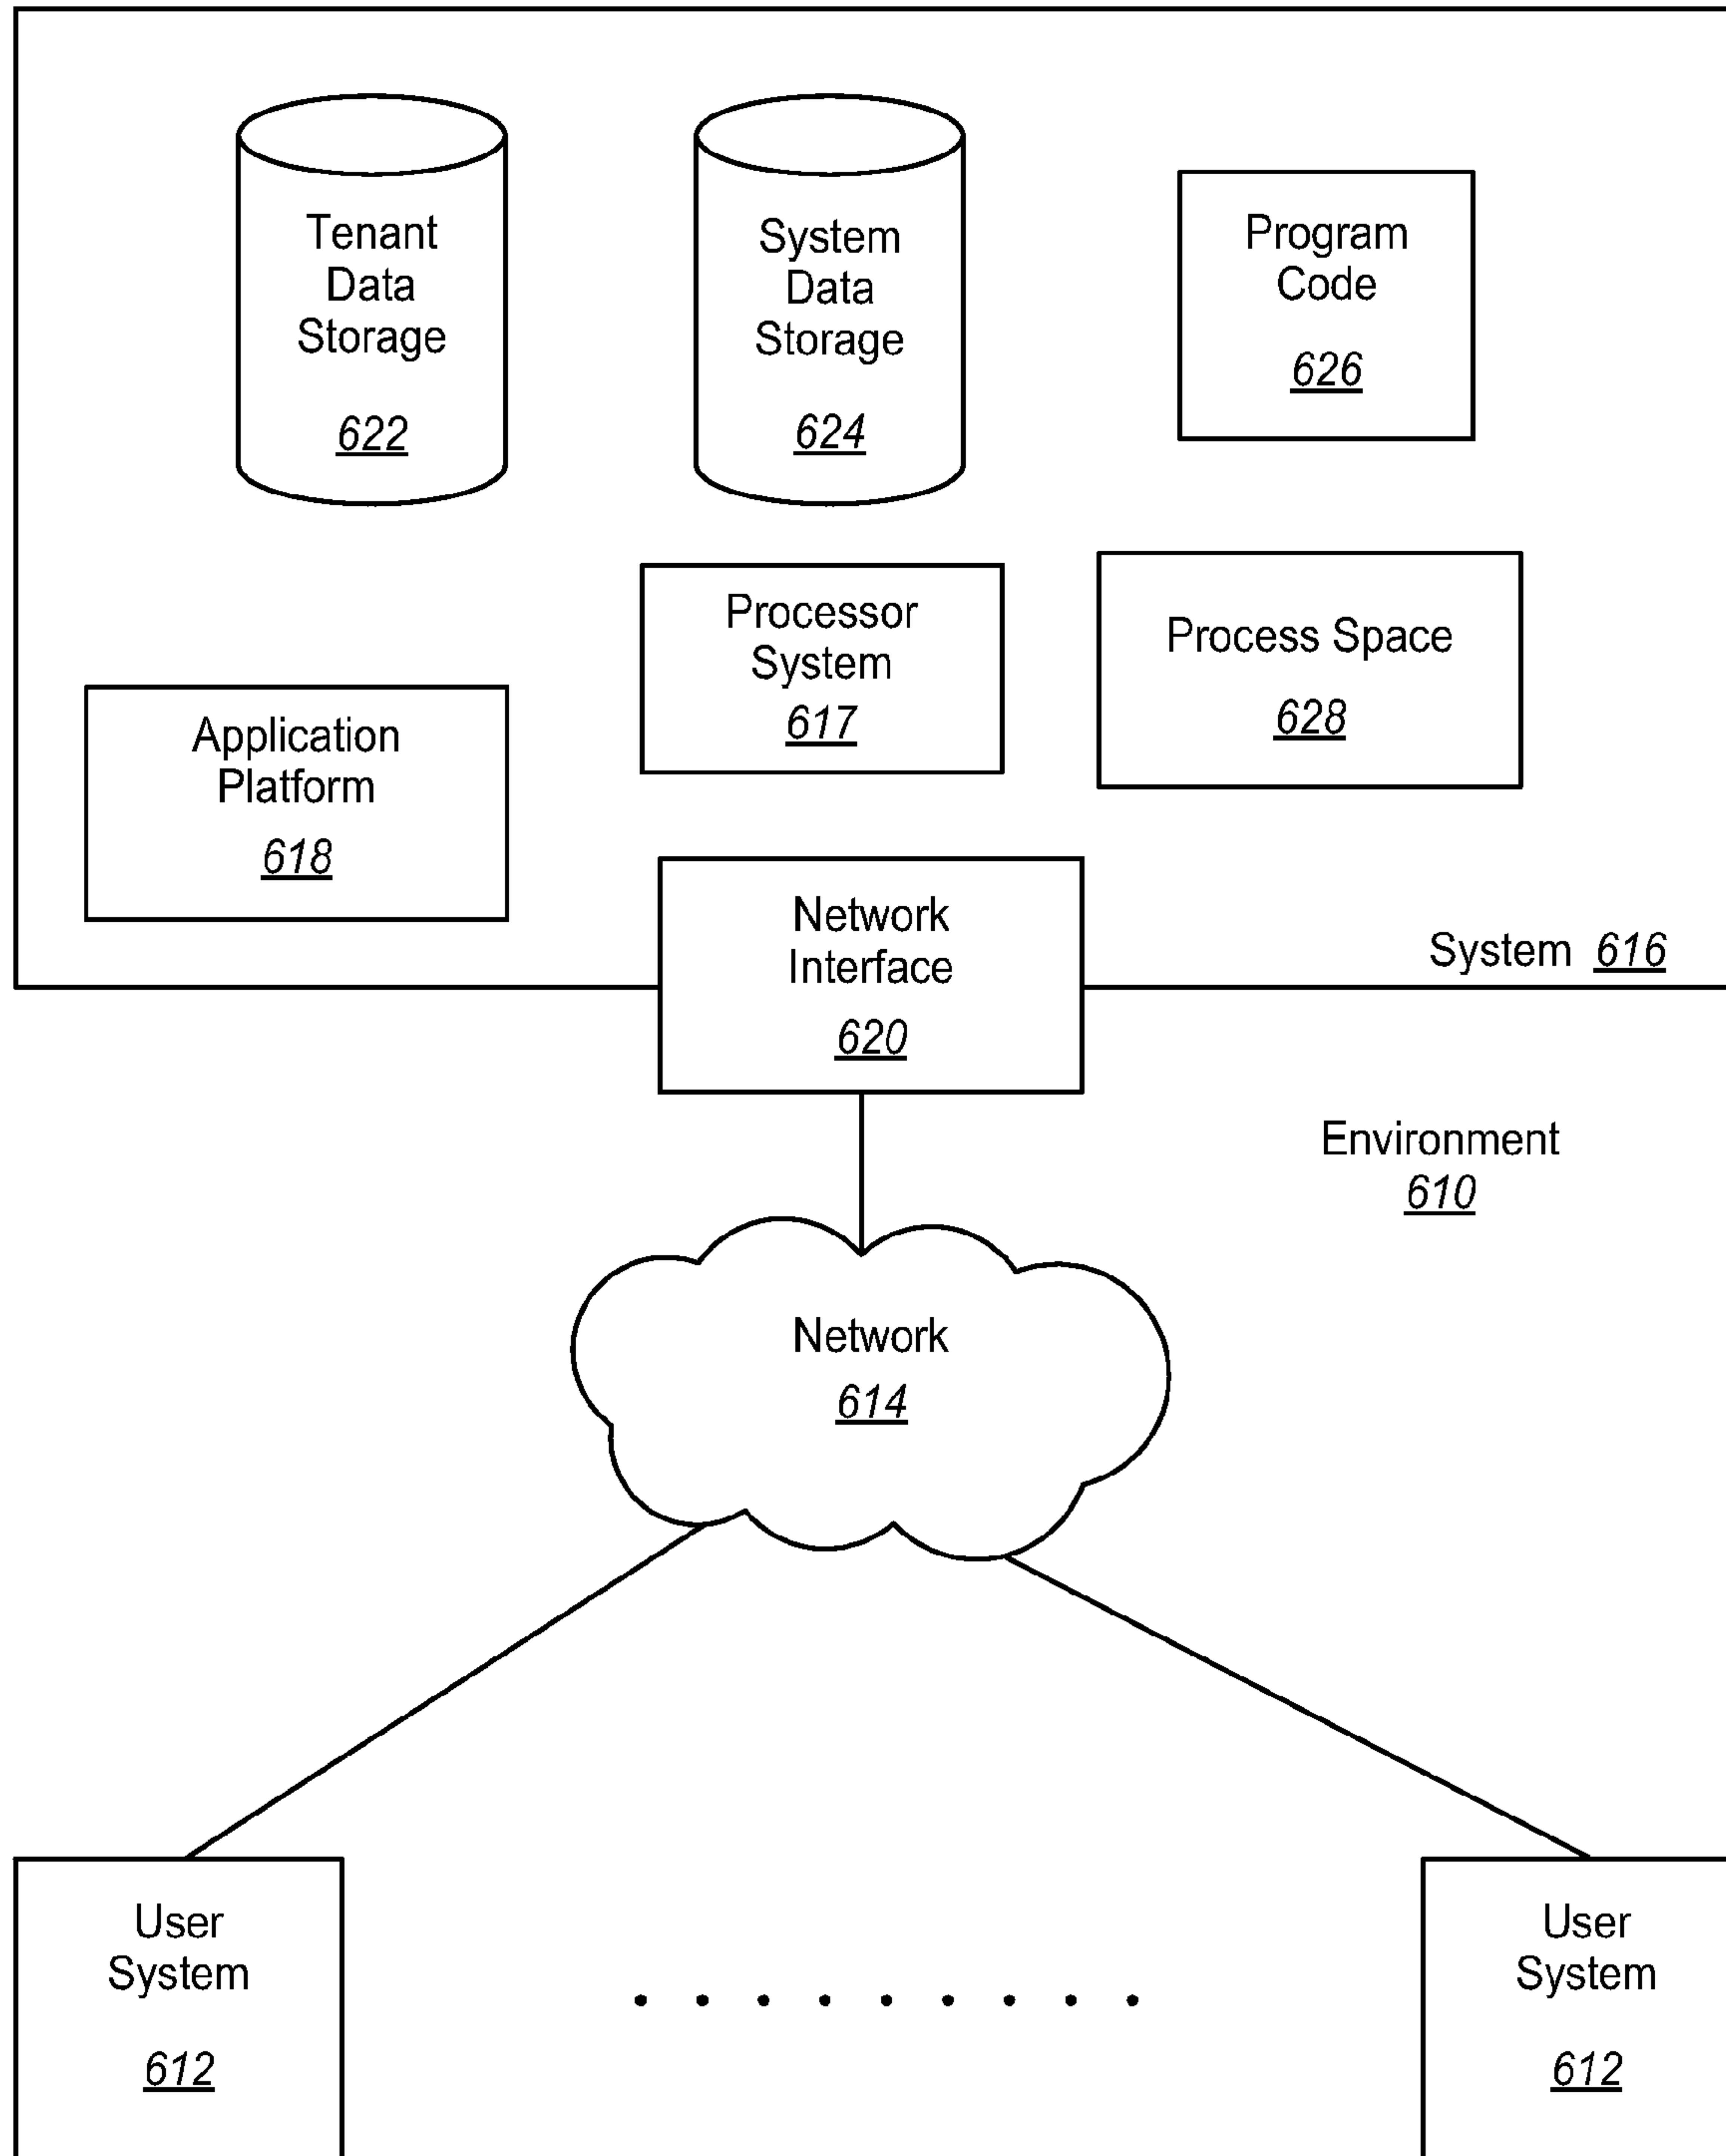 Tenant
Data
Storage
622
System
Data
Storage
624
Program
Code
626
Processor
System
617
Process Space
628
Application
Platform
618
Network
Interface
620
System 616
Environment
610
Network
614
User
System
612
User
System
612